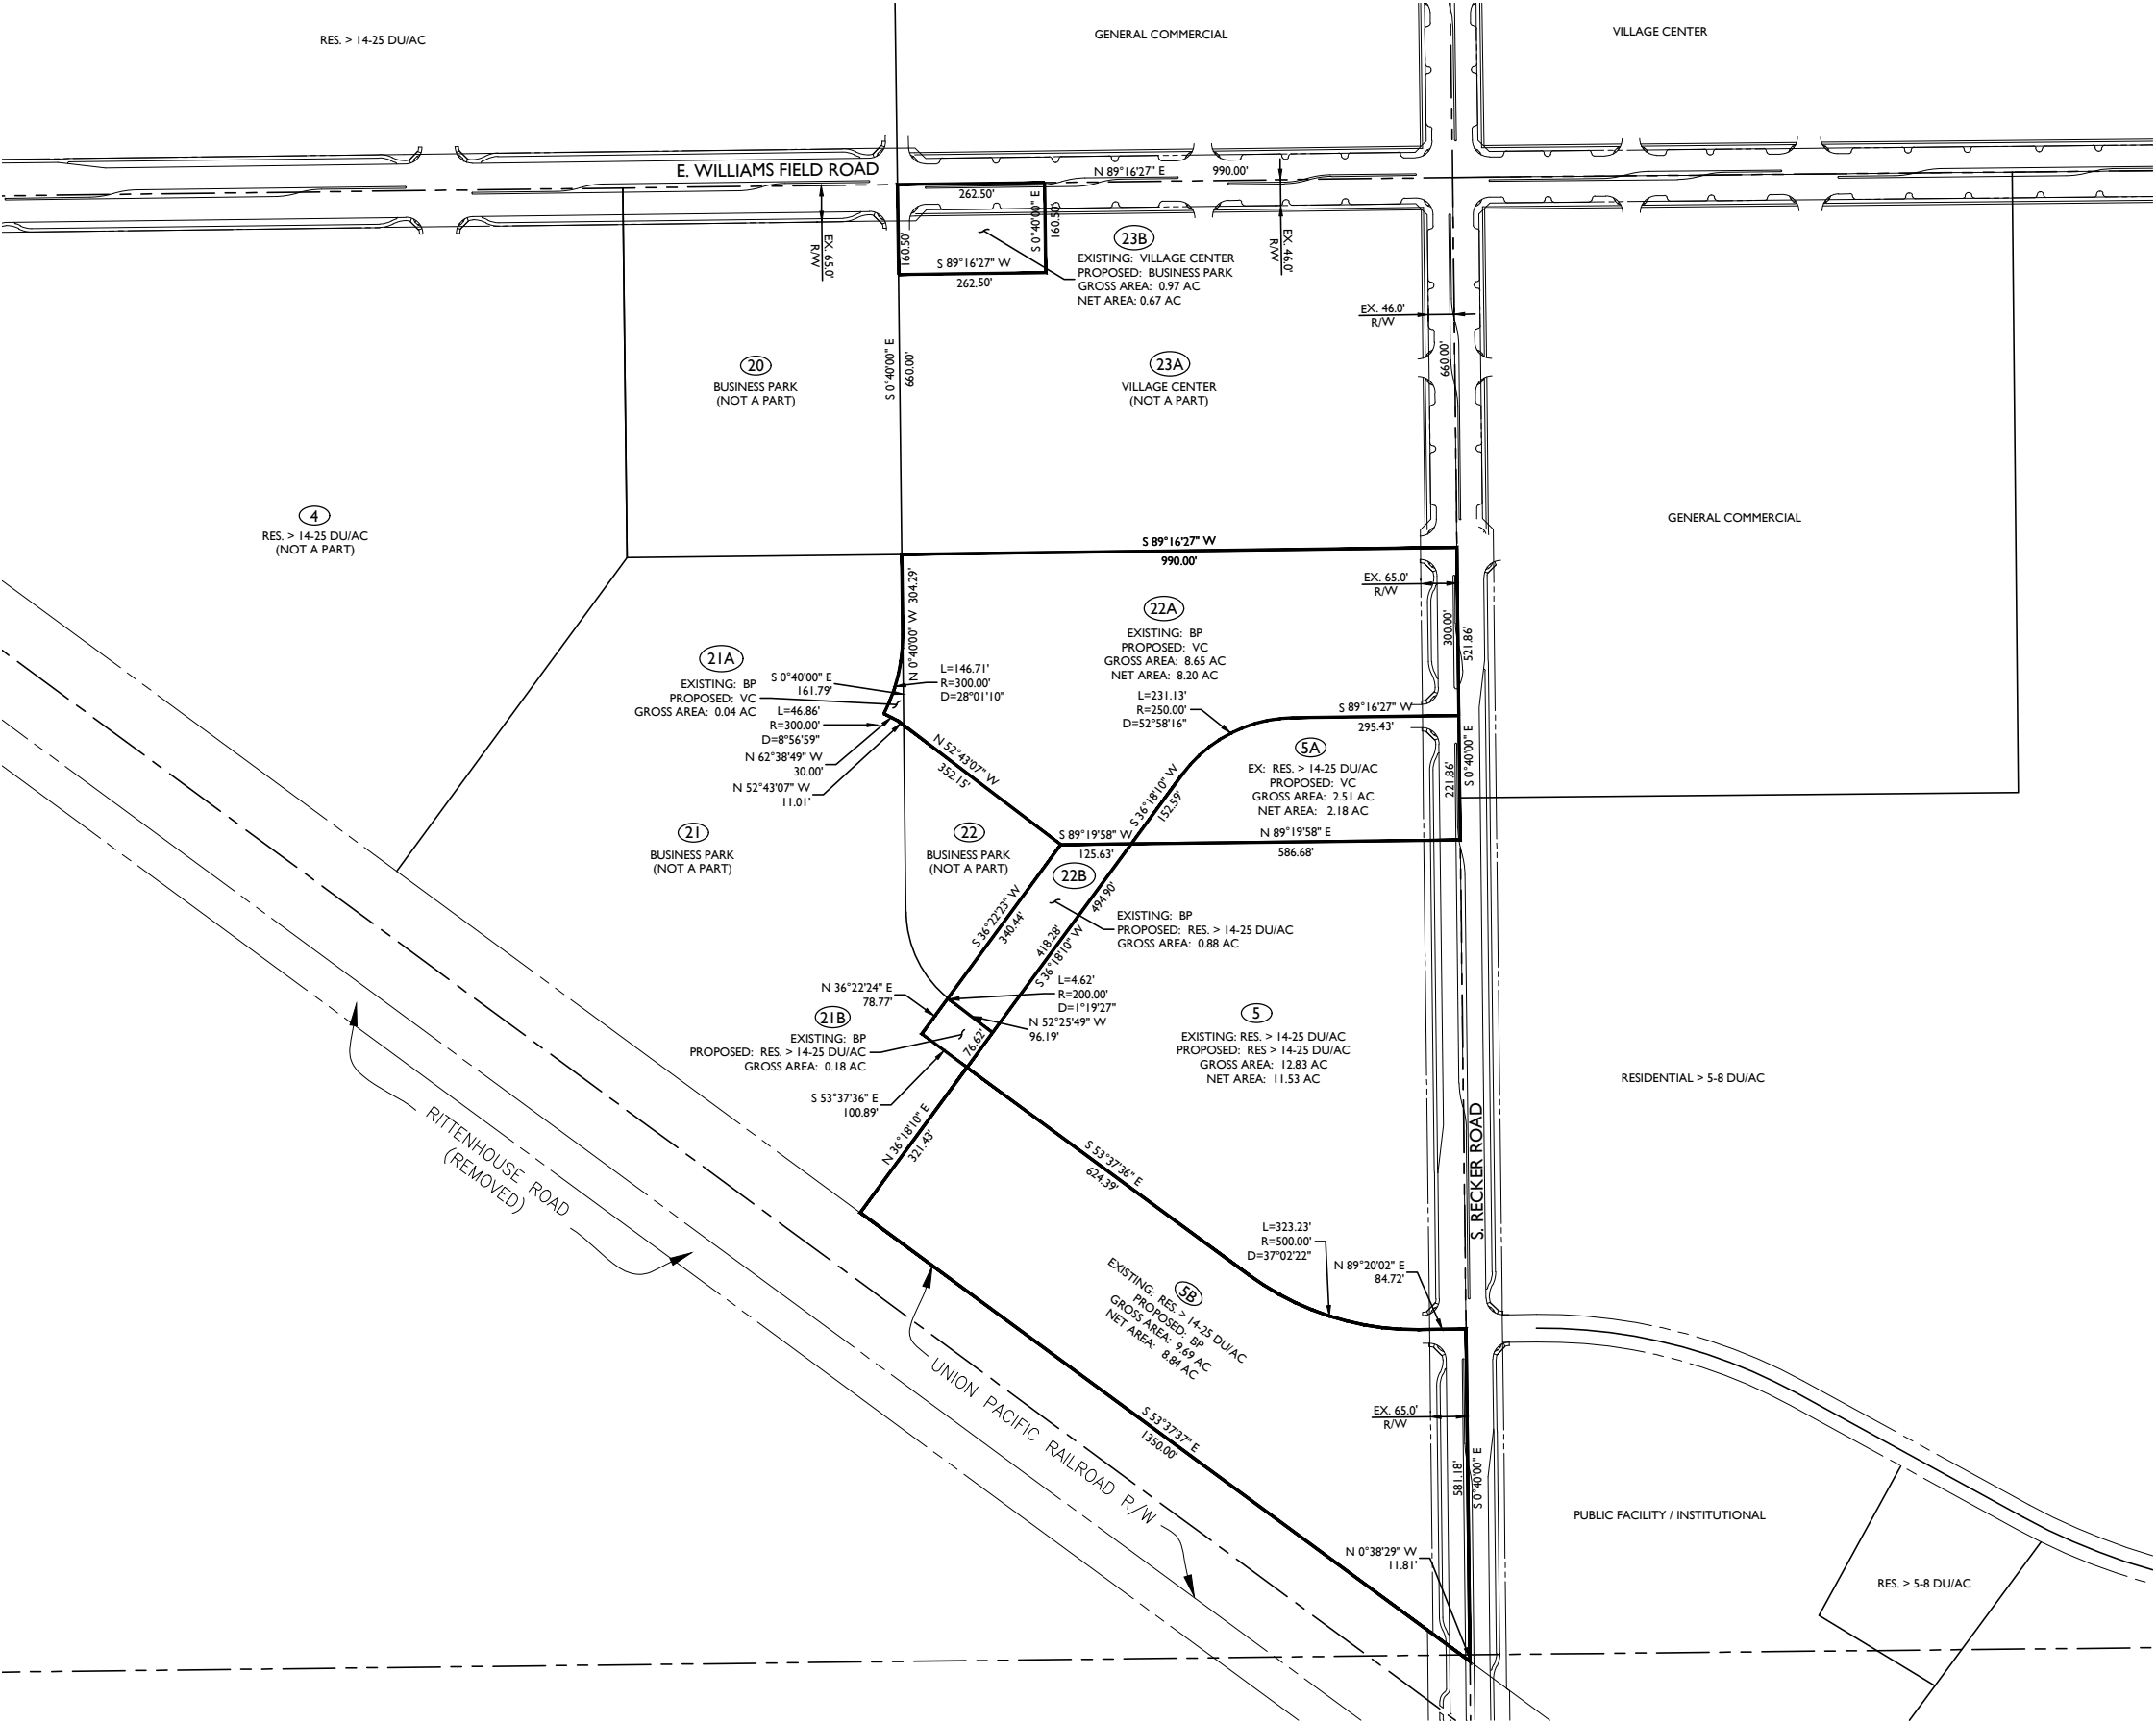 RES. > 14-25 DU/AC
GENERAL COMMERCIAL
VILLAGE CENTER
E. WILLIAMS FIELD ROAD
N 89°16'27" E
990.00'
262.50'
160.50'
S 0°40'00" E
160.50'
S 89°16'27" W
262.50'
EX. 65.0'
R/W
EX. 46.0'
R/W
23B
EXISTING: VILLAGE CENTER
PROPOSED: BUSINESS PARK
GROSS AREA: 0.97 AC
NET AREA: 0.67 AC
EX. 46.0'
R/W
660.00'
S 0°40'00" E
660.00'
20
BUSINESS PARK
(NOT A PART)
23A
VILLAGE CENTER
(NOT A PART)
4
RES. > 14-25 DU/AC
(NOT A PART)
GENERAL COMMERCIAL
S 89°16'27" W
990.00'
EX. 65.0'
R/W
N 0°40'00" W 304.29'
22A
EXISTING: BP
PROPOSED: VC
GROSS AREA: 8.65 AC
NET AREA: 8.20 AC
300.00'
521.86'
21A
EXISTING: BP
PROPOSED: VC
GROSS AREA: 0.04 AC
S 0°40'00" E
161.79'
L=146.71'
R=300.00'
D=28°01'10"
L=46.86'
R=300.00'
D=8°56'59"
N 62°38'49" W
30.00'
N 52°43'07" W
11.01'
L=231.13'
R=250.00'
D=52°58'16"
S 89°16'27" W
295.43'
N 52°43'07" W
352.15'
S 36°18'10" W
152.59'
5A
EX: RES. > 14-25 DU/AC
PROPOSED: VC
GROSS AREA: 2.51 AC
NET AREA: 2.18 AC
221.86'
S 0°40'00" E
21
BUSINESS PARK
(NOT A PART)
22
BUSINESS PARK
(NOT A PART)
S 89°19'58" W
125.63'
N 89°19'58" E
586.68'
22B
EXISTING: BP
PROPOSED: RES. > 14-25 DU/AC
GROSS AREA: 0.88 AC
S 36°22'23" W
340.44'
494.90'
418.28'
S 36°18'10" W
L=4.62'
R=200.00'
D=1°19'27"
N 52°25'49" W
96.19'
N 36°22'24" E
78.77'
21B
EXISTING: BP
PROPOSED: RES. > 14-25 DU/AC
GROSS AREA: 0.18 AC
76.62'
S 53°37'36" E
100.89'
5
EXISTING: RES. > 14-25 DU/AC
PROPOSED: RES > 14-25 DU/AC
GROSS AREA: 12.83 AC
NET AREA: 11.53 AC
RESIDENTIAL > 5-8 DU/AC
N 36°18'10" E
321.43'
S 53°37'36" E
624.39'
S. RECKER ROAD
RITTENHOUSE ROAD
(REMOVED)
L=323.23'
R=500.00'
D=37°02'22"
N 89°20'02" E
84.72'
5B
EXISTING: RES. > 14-25 DU/AC
PROPOSED: BP
GROSS AREA: 9.69 AC
NET AREA: 8.84 AC
UNION PACIFIC RAILROAD R/W
S 53°37'37" E
1350.00'
EX. 65.0'
R/W
581.18'
S 0°40'00" E
N 0°38'29" W
11.81'
PUBLIC FACILITY / INSTITUTIONAL
RES. > 5-8 DU/AC